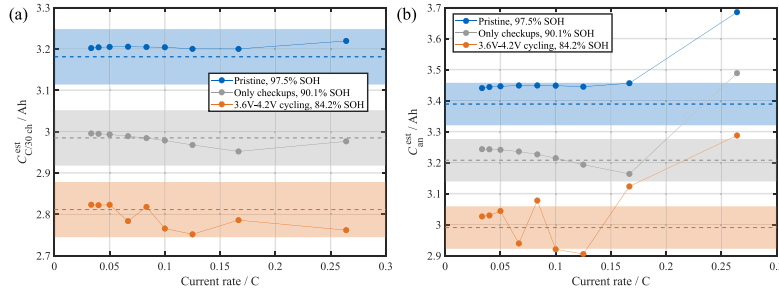 (a)
3.3
3.2
3.1
3
2.9
2.8
2.7
C^est_C/30 ch / Ah
Pristine, 97.5% SOH
Only checkups, 90.1% SOH
3.6V-4.2V cycling, 84.2% SOH
0 0.05 0.1 0.15 0.2 0.25 0.3
Current rate / C
(b)
3.7
3.6
3.5
3.4
3.3
3.2
3.1
3
2.9
C^est_an / Ah
Pristine, 97.5% SOH
Only checkups, 90.1% SOH
3.6V-4.2V cycling, 84.2% SOH
0 0.05 0.1 0.15 0.2 0.25 0.3
Current rate / C